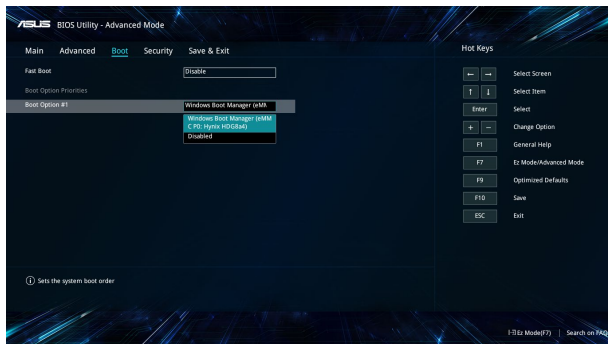 ASUS BIOS Utility - Advanced Mode
Main Advanced Boot Security Save & Exit
Hot Keys
Fast Boot Disable
Boot Option Priorities
Boot Option #1 Windows Boot Manager (eMM
Windows Boot Manager (eMM
C P0: Hynix HDG8a4)
Disabled
← → Select Screen
↑ ↓ Select Item
Enter Select
+ - Change Option
F1 General Help
F7 Ez Mode/Advanced Mode
F9 Optimized Defaults
F10 Save
ESC Exit
Sets the system boot order
Ez Mode(F7) | Search on FAQ